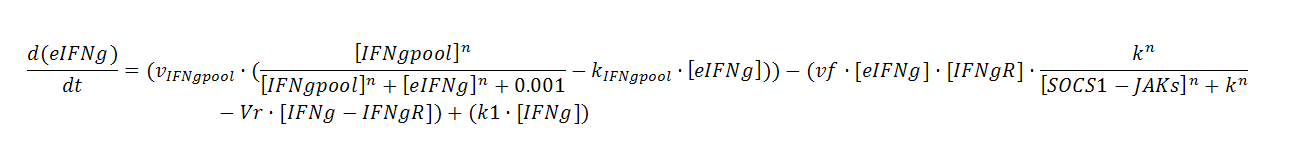 d(eIFNg)/dt = (v_IFNgpool · ([IFNgpool]^n/([IFNgpool]^n + [eIFNg]^n + 0.001) − k_IFNgpool · [eIFNg])) − (vf · [eIFNg] · [IFNgR] · k^n/([SOCS1 − JAKs]^n + k^n)
− Vr · [IFNg − IFNgR]) + (k1 · [IFNg])